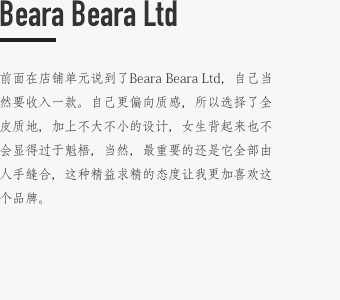 Beara Beara Ltd
前面在店铺单元说到了Beara Beara Ltd，自己当
然要收入一款。自己更偏向质感，所以选择了全
皮质地，加上不大不小的设计，女生背起来也不
会显得过于魁梧，当然，最重要的还是它全部由
人手缝合，这种精益求精的态度让我更加喜欢这
个品牌。